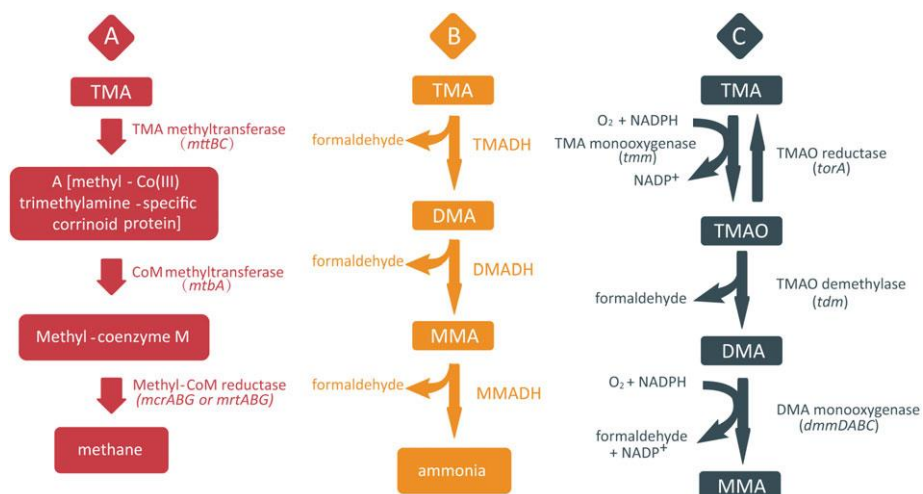 A
TMA
TMA methyltransferase
(mttBC)
A [methyl - Co(III)
trimethylamine - specific
corrinoid protein]
CoM methyltransferase
(mtbA)
Methyl - coenzyme M
Methyl-CoM reductase
(mcrABG or mrtABG)
methane
B
TMA
formaldehyde
TMADH
DMA
formaldehyde
DMADH
MMA
formaldehyde
MMADH
ammonia
C
TMA
O₂ + NADPH
TMA monooxygenase
(tmm)
NADP⁺
TMAO reductase
(torA)
TMAO
formaldehyde
TMAO demethylase
(tdm)
DMA
O₂ + NADPH
DMA monooxygenase
(dmmDABC)
formaldehyde
+ NADP⁺
MMA